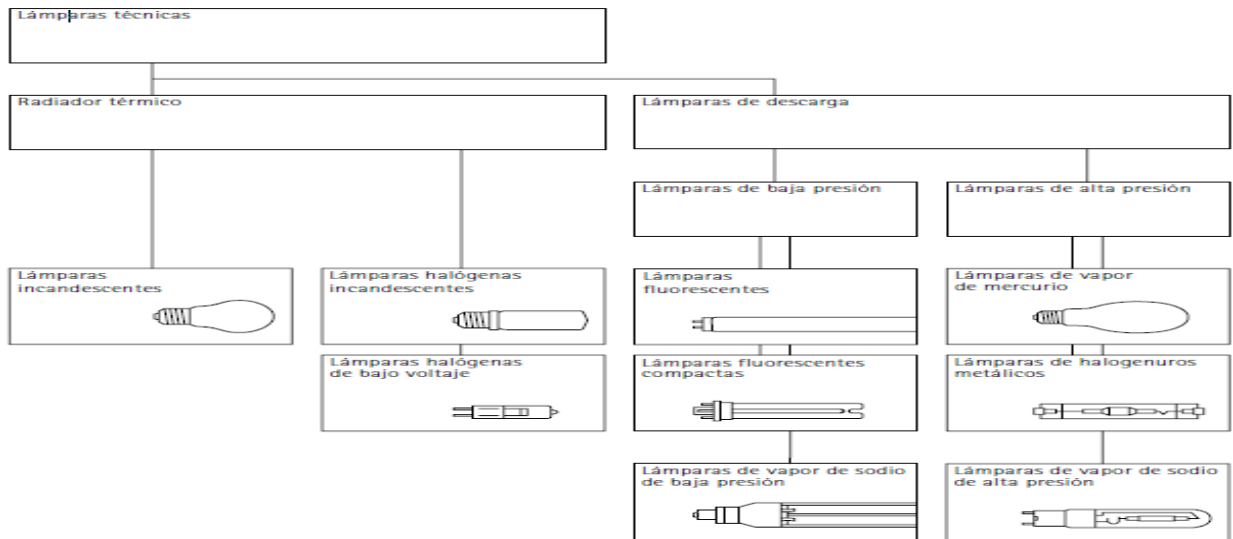 Lámparas técnicas
Radiador térmico
Lámparas de descarga
Lámparas de baja presión
Lámparas de alta presión
Lámparas
incandescentes
Lámparas halógenas
incandescentes
Lámparas
fluorescentes
Lámparas de vapor
de mercurio
Lámparas halógenas
de bajo voltaje
Lámparas fluorescentes
compactas
Lámparas de halogenuros
metálicos
Lámparas de vapor de sodio
de baja presión
Lámparas de vapor de sodio
de alta presión